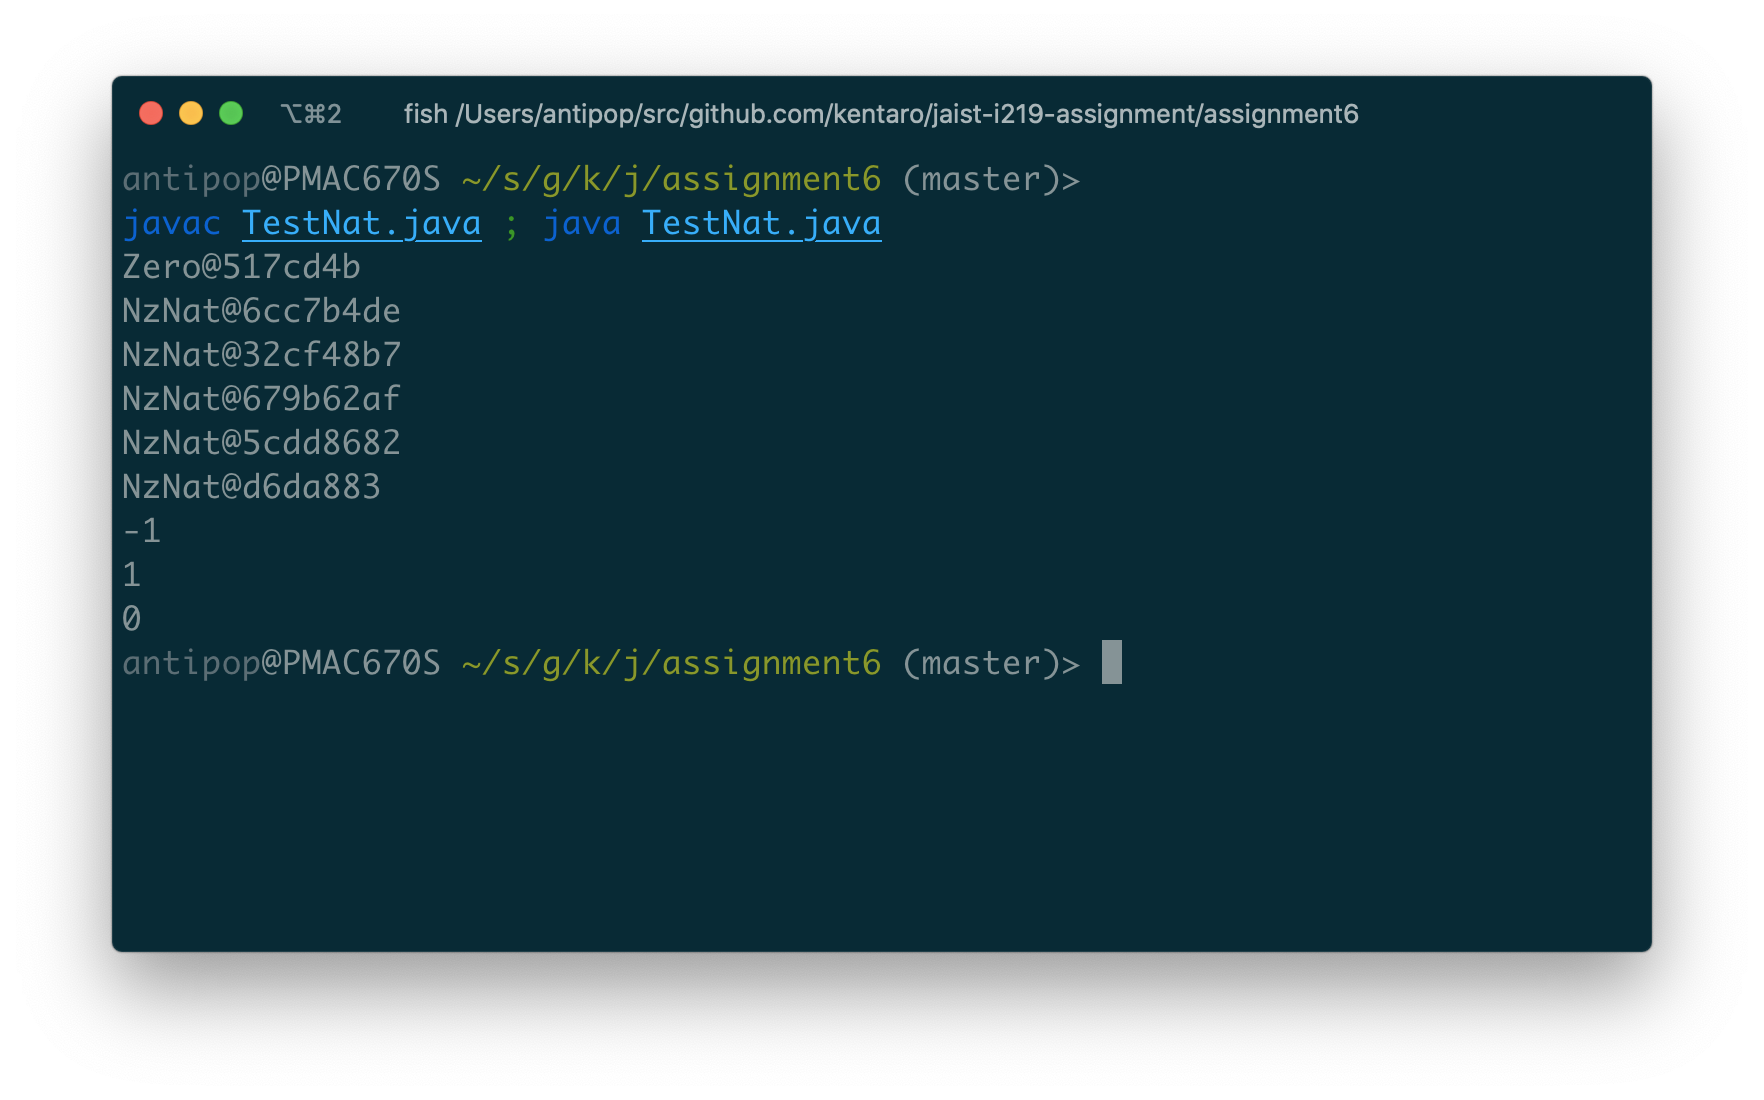 ⌥⌘2 fish /Users/antipop/src/github.com/kentaro/jaist-i219-assignment/assignment6
antipop@PMAC670S ~/s/g/k/j/assignment6 (master)>
javac TestNat.java ; java TestNat.java
Zero@517cd4b
NzNat@6cc7b4de
NzNat@32cf48b7
NzNat@679b62af
NzNat@5cdd8682
NzNat@d6da883
-1
1
0
antipop@PMAC670S ~/s/g/k/j/assignment6 (master)>